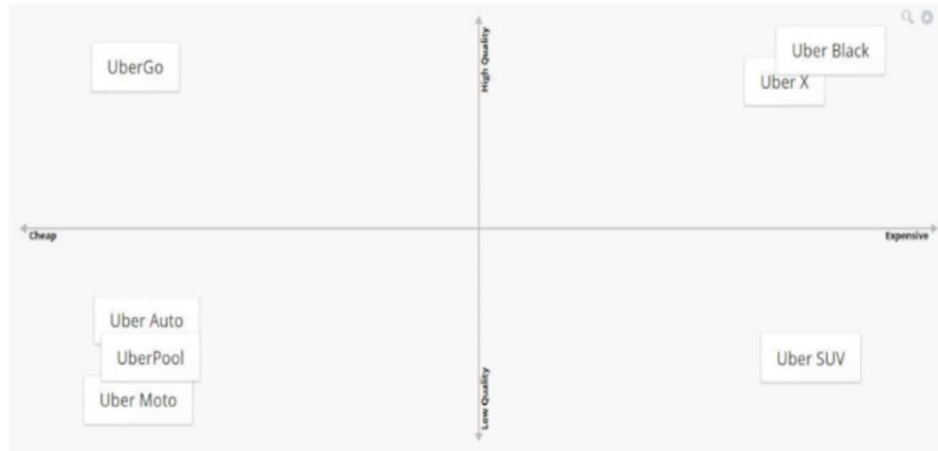 High Quality
UberGo
Uber Black
Uber X
Cheap
Expensive
Uber Auto
UberPool
Uber Moto
Uber SUV
Low Quality